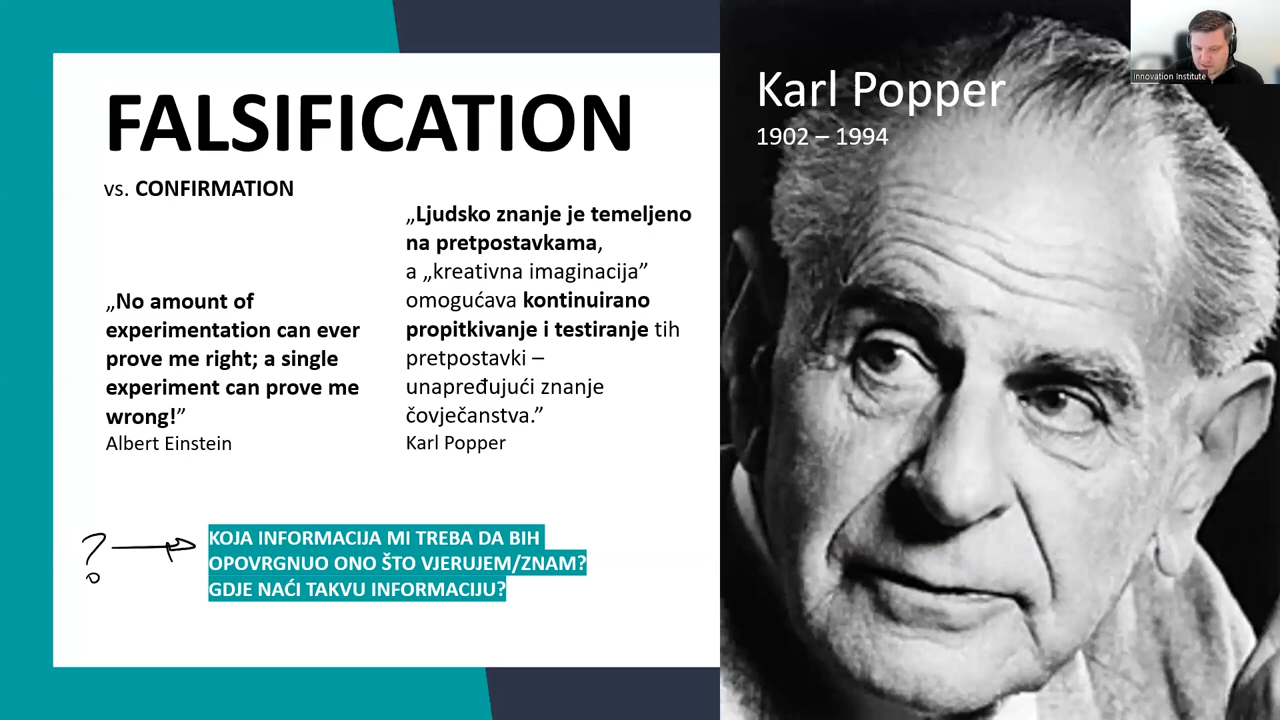 FALSIFICATION
vs. CONFIRMATION
„No amount of
experimentation can ever
prove me right; a single
experiment can prove me
wrong!”
Albert Einstein
„Ljudsko znanje je temeljeno
na pretpostavkama,
a „kreativna imaginacija”
omogućava kontinuirano
propitkivanje i testiranje tih
pretpostavki –
unapređujući znanje
čovječanstva.”
Karl Popper
?
KOJA INFORMACIJA MI TREBA DA BIH
OPOVRGNUO ONO ŠTO VJERUJEM/ZNAM?
GDJE NAĆI TAKVU INFORMACIJU?
Karl Popper
1902 – 1994
Innovation Institute